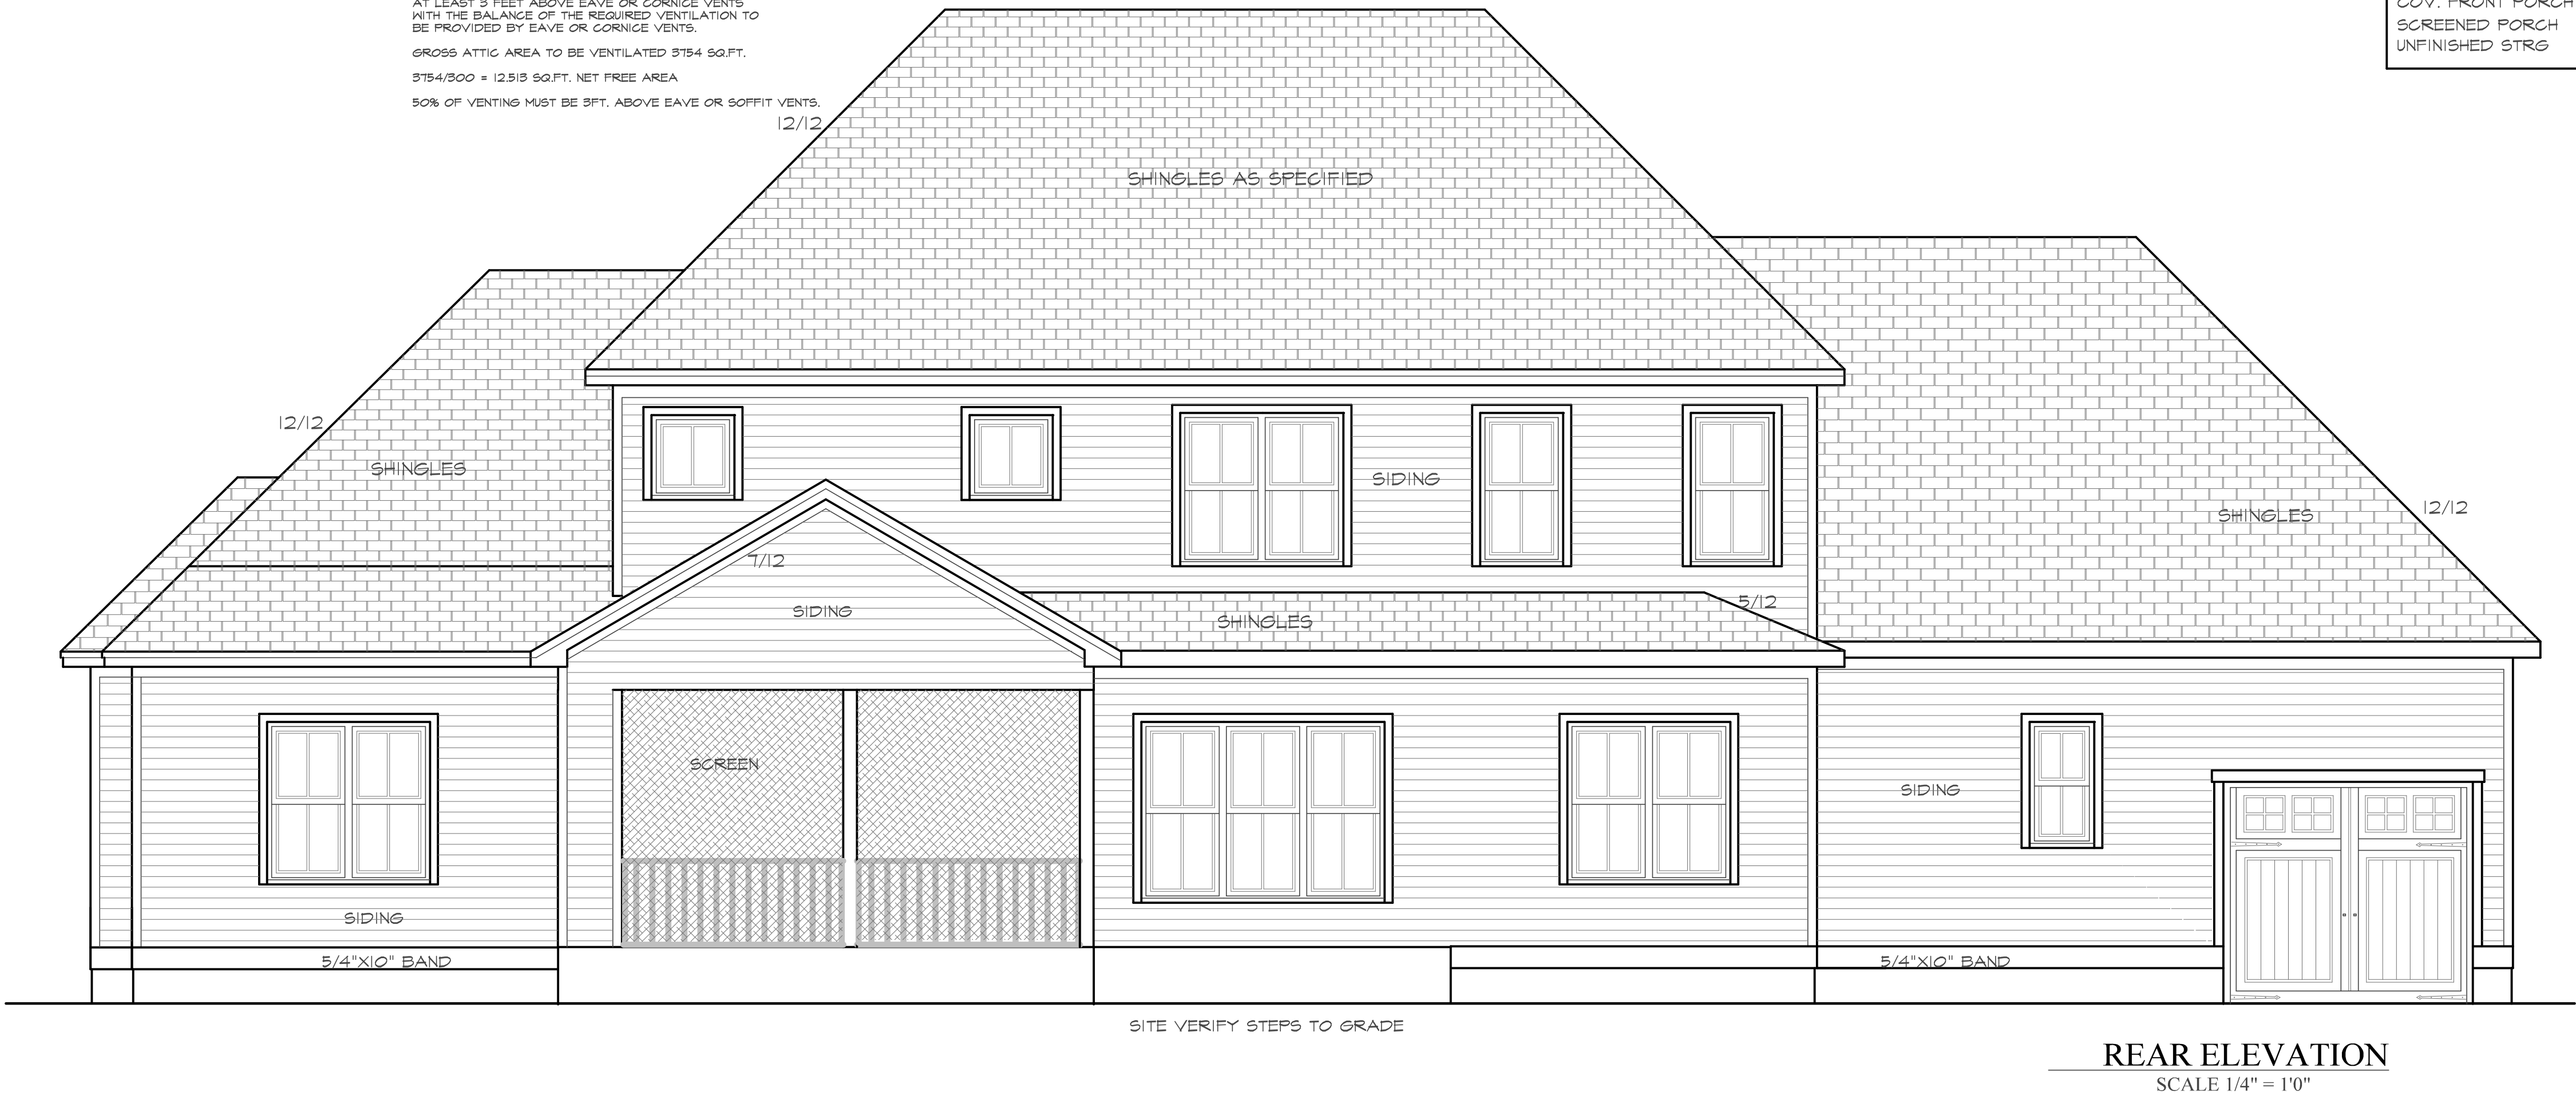 AT LEAST 3 FEET ABOVE EAVE OR CORNICE VENTS
WITH THE BALANCE OF THE REQUIRED VENTILATION TO
BE PROVIDED BY EAVE OR CORNICE VENTS.
GROSS ATTIC AREA TO BE VENTILATED 3754 SQ.FT.
3754/300 = 12.513 SQ.FT. NET FREE AREA
50% OF VENTING MUST BE 3FT. ABOVE EAVE OR SOFFIT VENTS.
COV. FRONT PORCH
SCREENED PORCH
UNFINISHED STRG
12/12
SHINGLES AS SPECIFIED
12/12
SHINGLES
SIDING
12/12
SHINGLES
7/12
SIDING
5/12
SHINGLES
SCREEN
SIDING
SIDING
5/4"X10" BAND
5/4"X10" BAND
SITE VERIFY STEPS TO GRADE
REAR ELEVATION
SCALE 1/4" = 1'0"